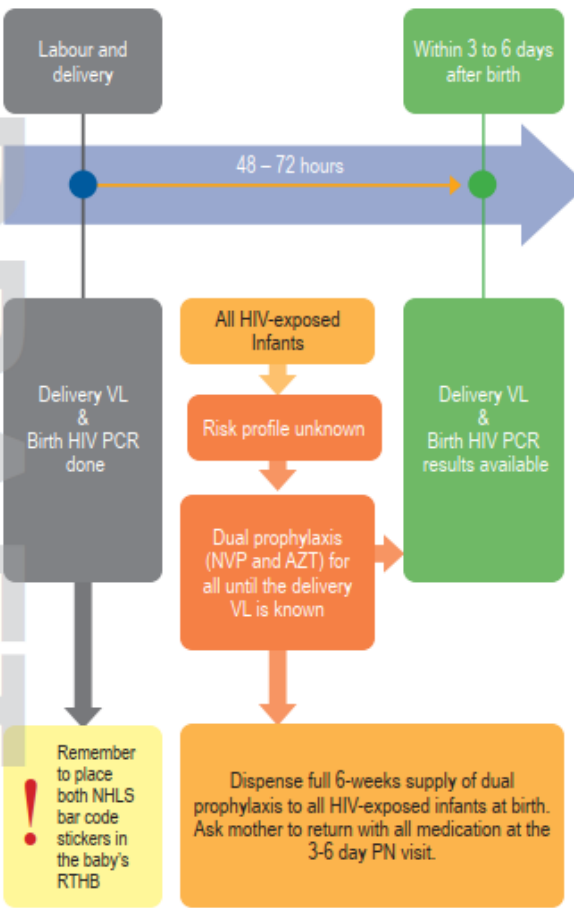 Labour and
delivery
Within 3 to 6 days
after birth
48 – 72 hours
Delivery VL
&
Birth HIV PCR
done
All HIV-exposed
Infants
Risk profile unknown
Dual prophylaxis
(NVP and AZT) for
all until the delivery
VL is known
Delivery VL
&
Birth HIV PCR
results available
!
Remember
to place
both NHLS
bar code
stickers in
the baby's
RTHB
Dispense full 6-weeks supply of dual
prophylaxis to all HIV-exposed infants at birth.
Ask mother to return with all medication at the
3-6 day PN visit.